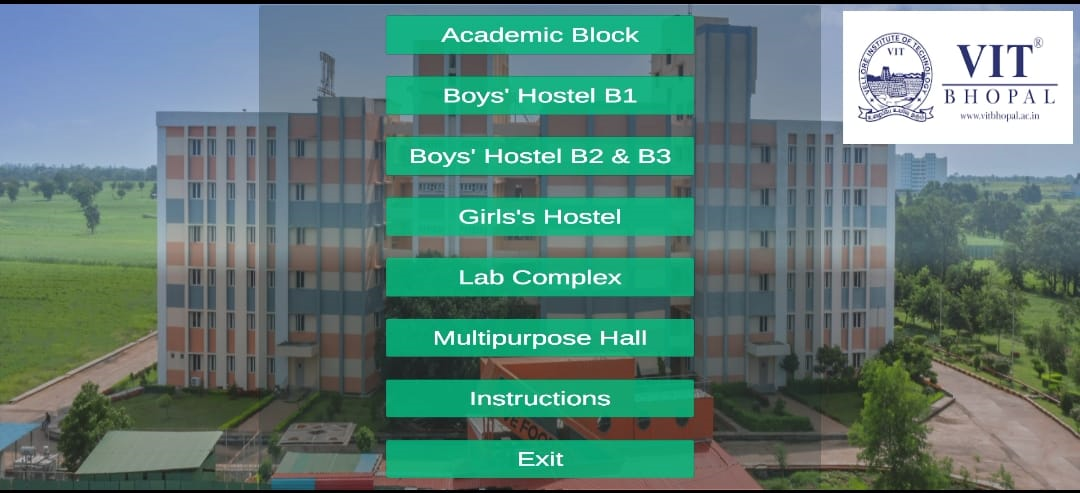 Academic Block
Boys' Hostel B1
Boys' Hostel B2 & B3
Girls's Hostel
Lab Complex
Multipurpose Hall
Instructions
Exit
VELLORE INSTITUTE OF TECHNOLOGY
VIT
VIT®
BHOPAL
www.vitbhopal.ac.in